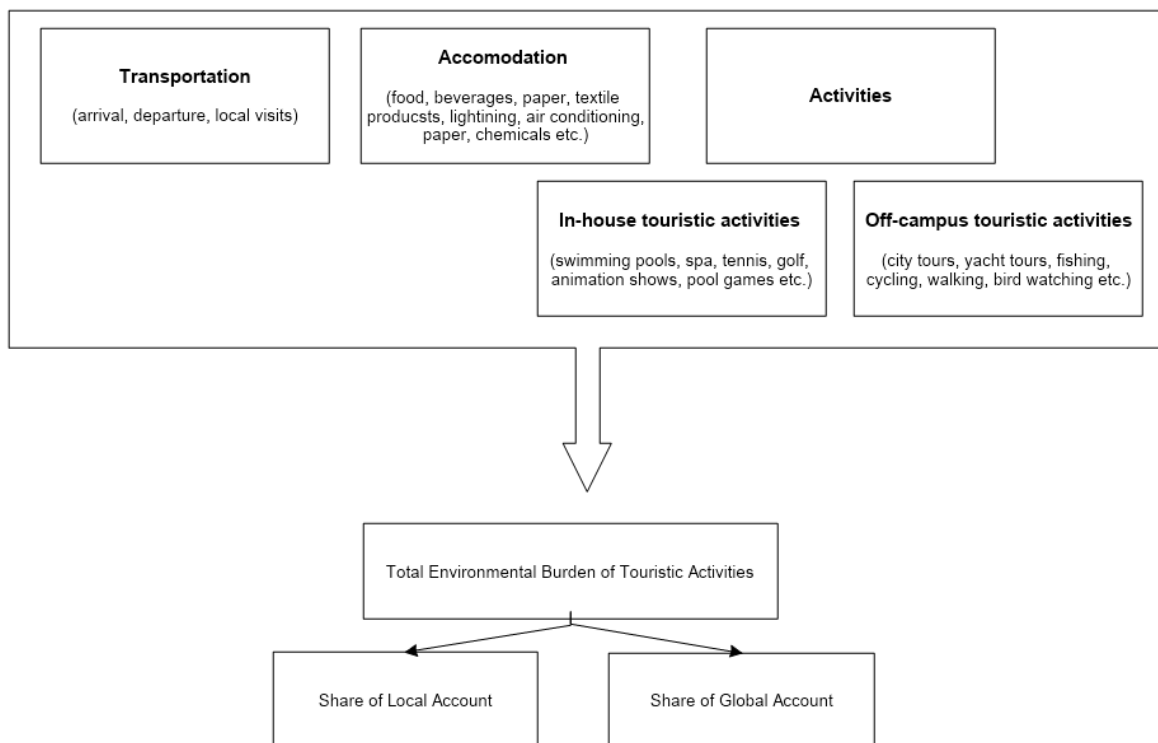 Transportation
(arrival, departure, local visits)
Accomodation
(food, beverages, paper, textile
producsts, lightining, air conditioning,
paper, chemicals etc.)
Activities
In-house touristic activities
(swimming pools, spa, tennis, golf,
animation shows, pool games etc.)
Off-campus touristic activities
(city tours, yacht tours, fishing,
cycling, walking, bird watching etc.)
Total Environmental Burden of Touristic Activities
Share of Local Account
Share of Global Account